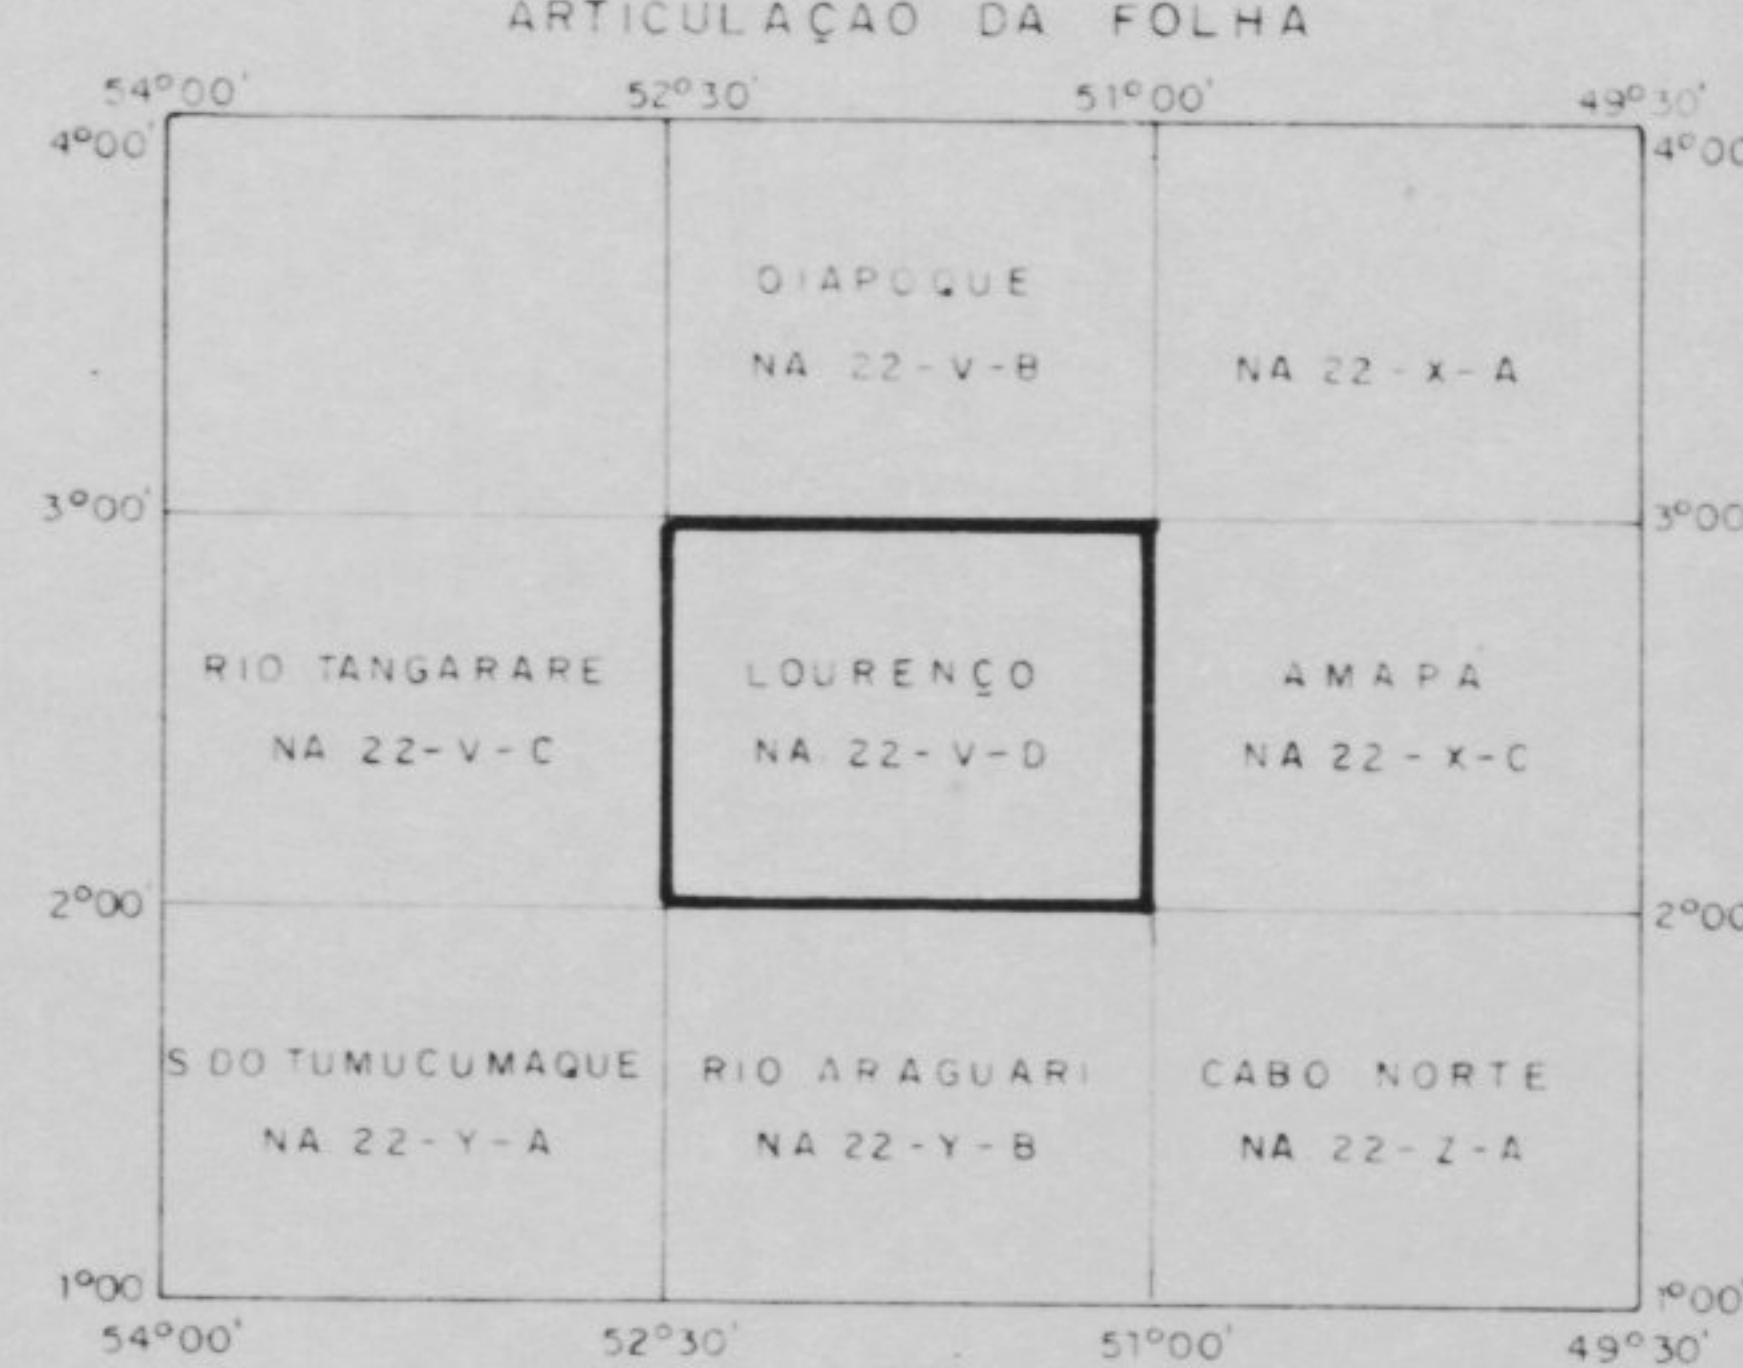 ARTICULAÇAO DA FOLHA
54°00' 52°30' 51°00' 49°30'
4°00' 4°00
OIAPOQUE
NA 22-V-B NA 22-X-A
3°00' 3°00
RIO TANGARARE LOURENÇO AMAPA
NA 22-V-C NA 22-V-D NA 22-X-C
2°00 2°00
S DO TUMUCUMAQUE RIO ARAGUARI CABO NORTE
NA 22-Y-A NA 22-Y-B NA 22-Z-A
1°00 1°00
54°00' 52°30' 51°00' 49°30'